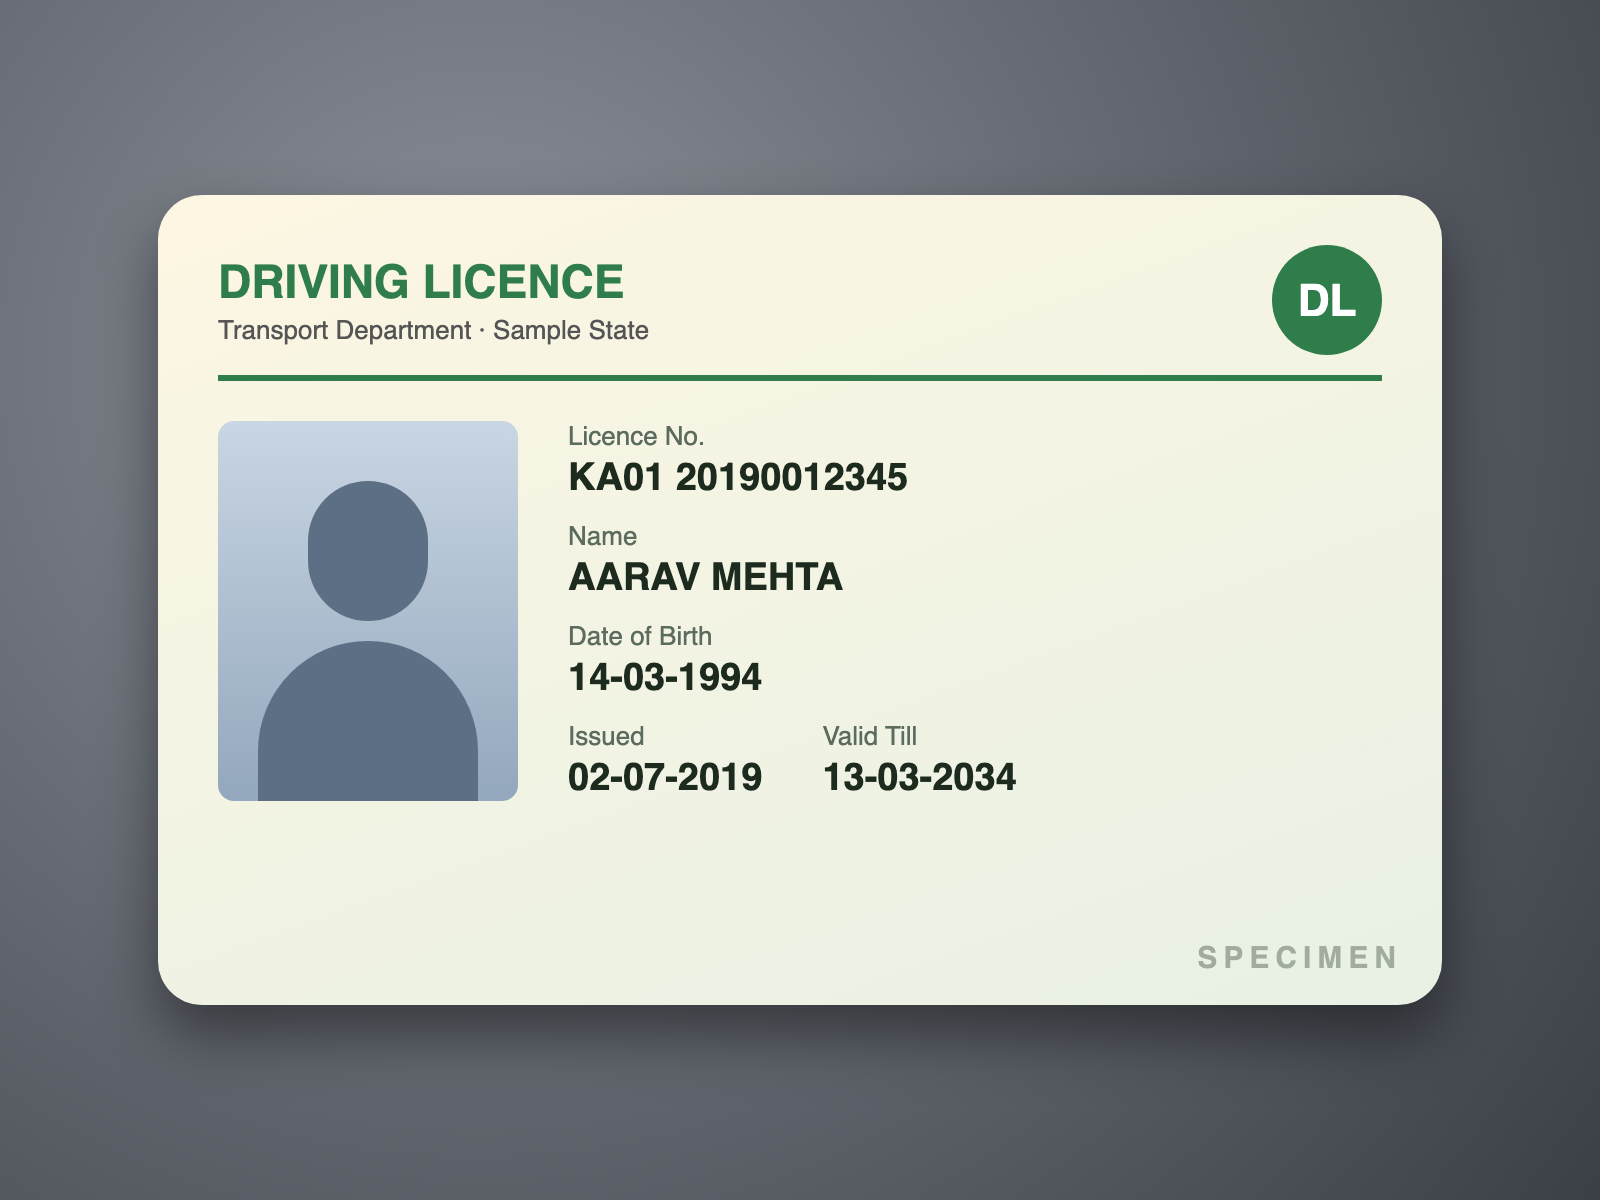 DRIVING LICENCE
Transport Department · Sample State
DL
Licence No.
KA01 20190012345
Name
AARAV MEHTA
Date of Birth
14-03-1994
Issued Valid Till
02-07-2019 13-03-2034
SPECIMEN